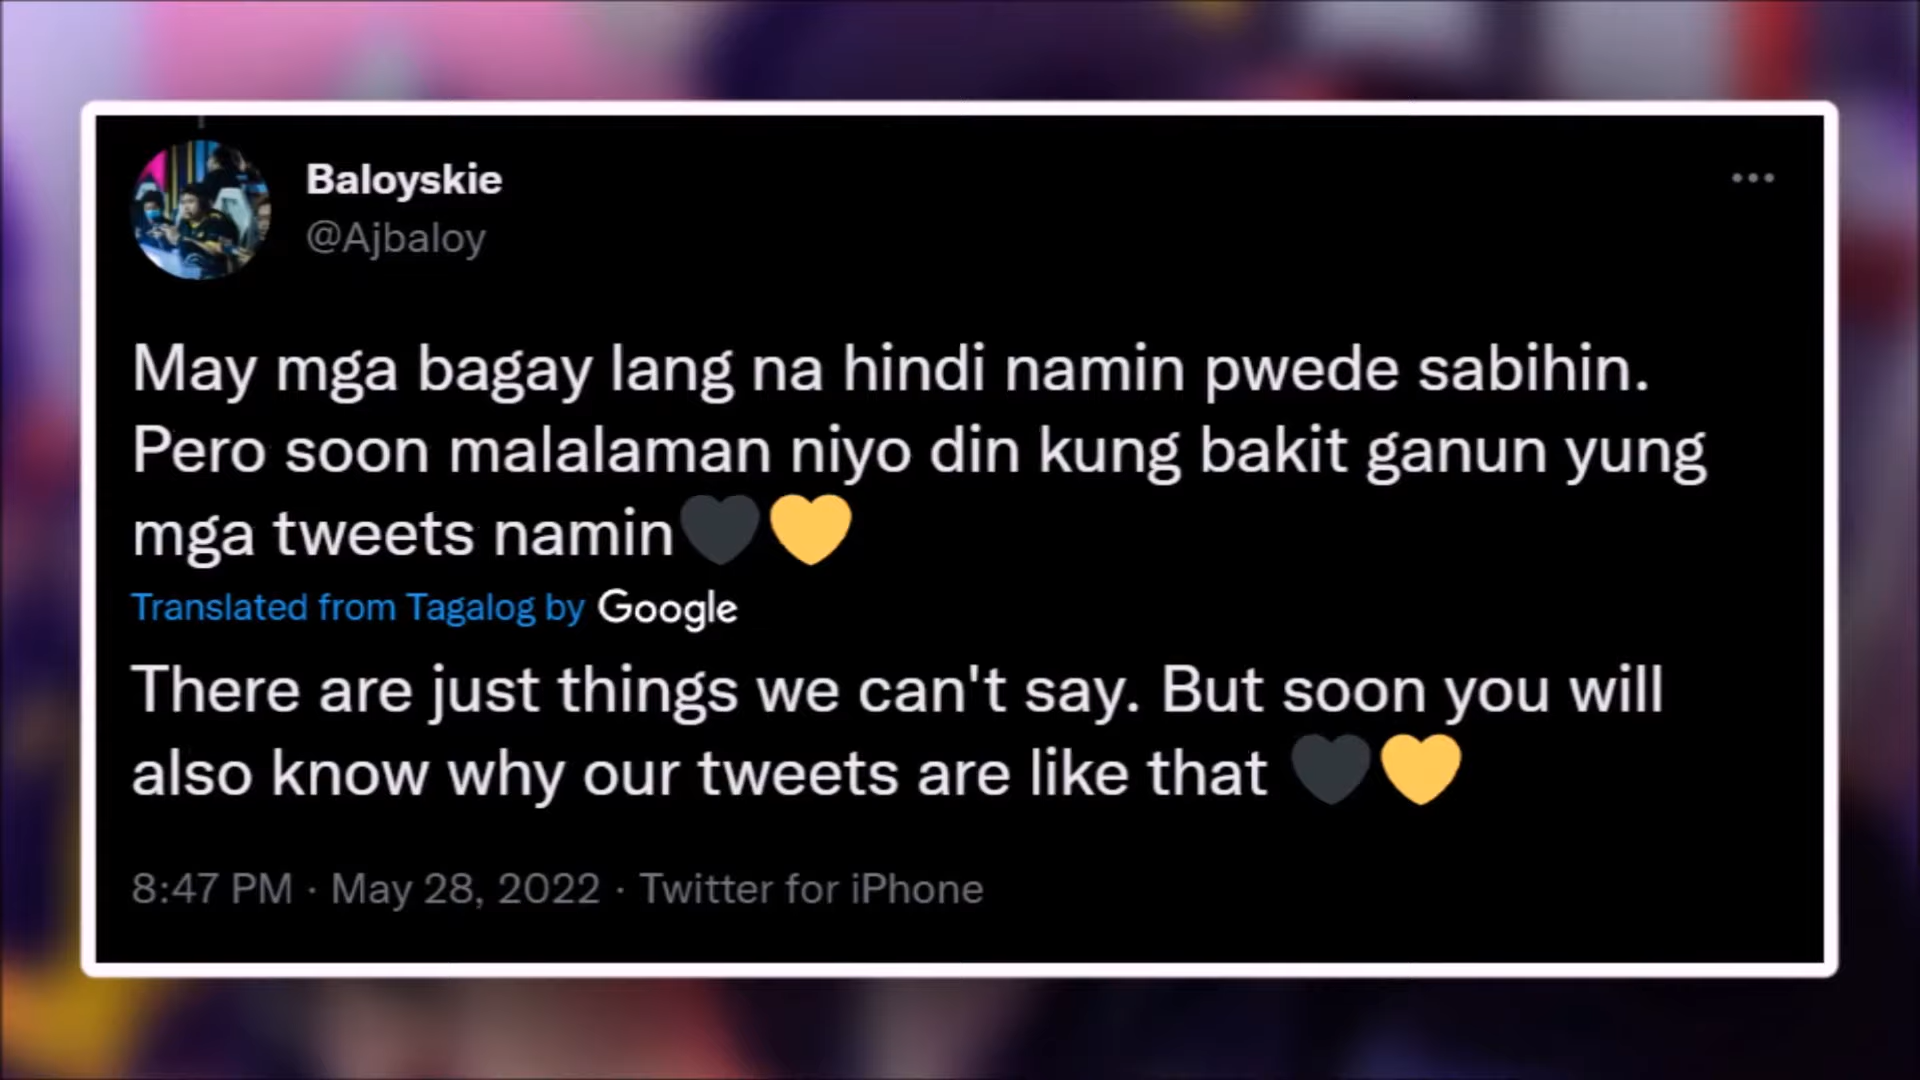 Baloyskie
@Ajbaloy
May mga bagay lang na hindi namin pwede sabihin.
Pero soon malalaman niyo din kung bakit ganun yung
mga tweets namin🖤💛
Translated from Tagalog by Google
There are just things we can't say. But soon you will
also know why our tweets are like that 🖤💛
8:47 PM · May 28, 2022 · Twitter for iPhone